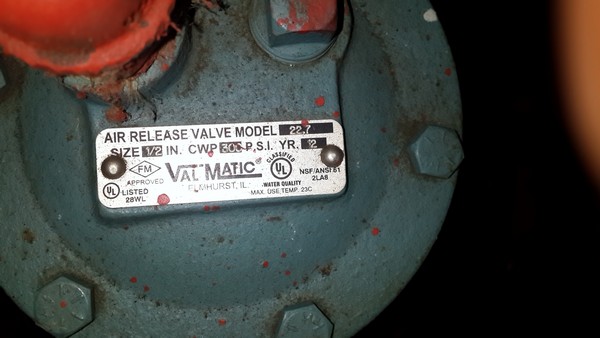 AIR RELEASE VALVE MODEL 22.7
SIZE 1/2 IN. CWP 300 P.S.I. YR. 12
FM
APPROVED
UL
LISTED
28WL
VAL MATIC®
ELMHURST, IL.
CLASSIFIED
UL
WATER QUALITY
MAX. USE TEMP. 23C
NSF/ANSI 61
2LA8